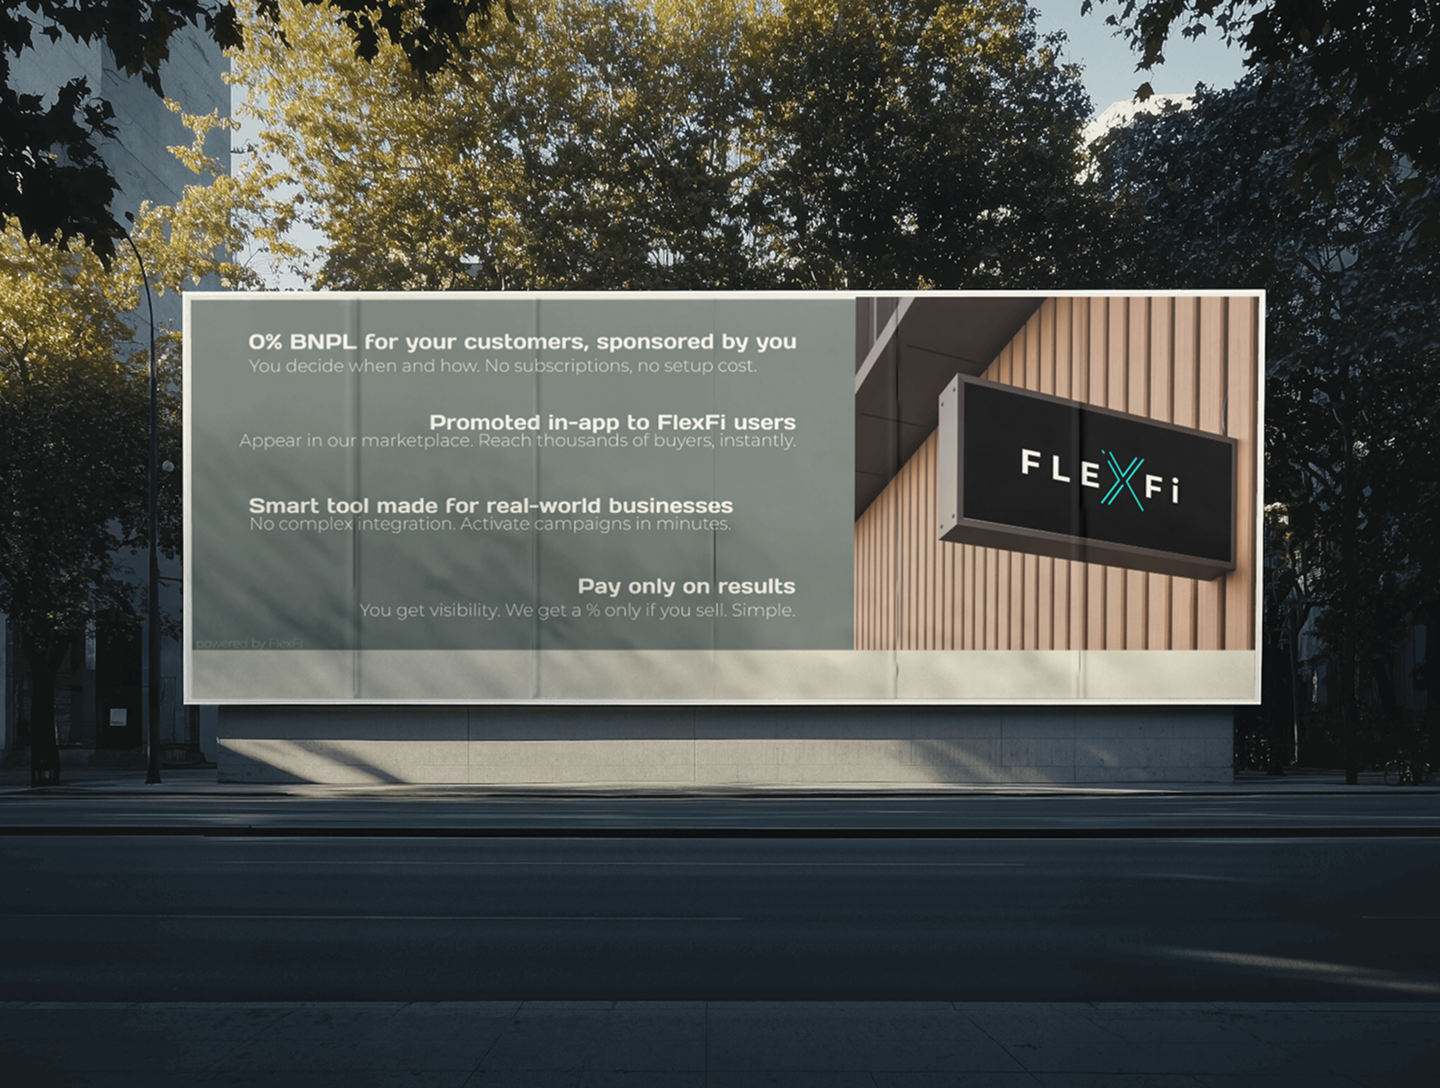 0% BNPL for your customers, sponsored by you
You decide when and how. No subscriptions, no setup cost.
Promoted in-app to FlexFi users
Appear in our marketplace. Reach thousands of buyers, instantly.
Smart tool made for real-world businesses
No complex integration. Activate campaigns in minutes.
Pay only on results
You get visibility. We get a % only if you sell. Simple.
powered by FlexFi
FLEXFi